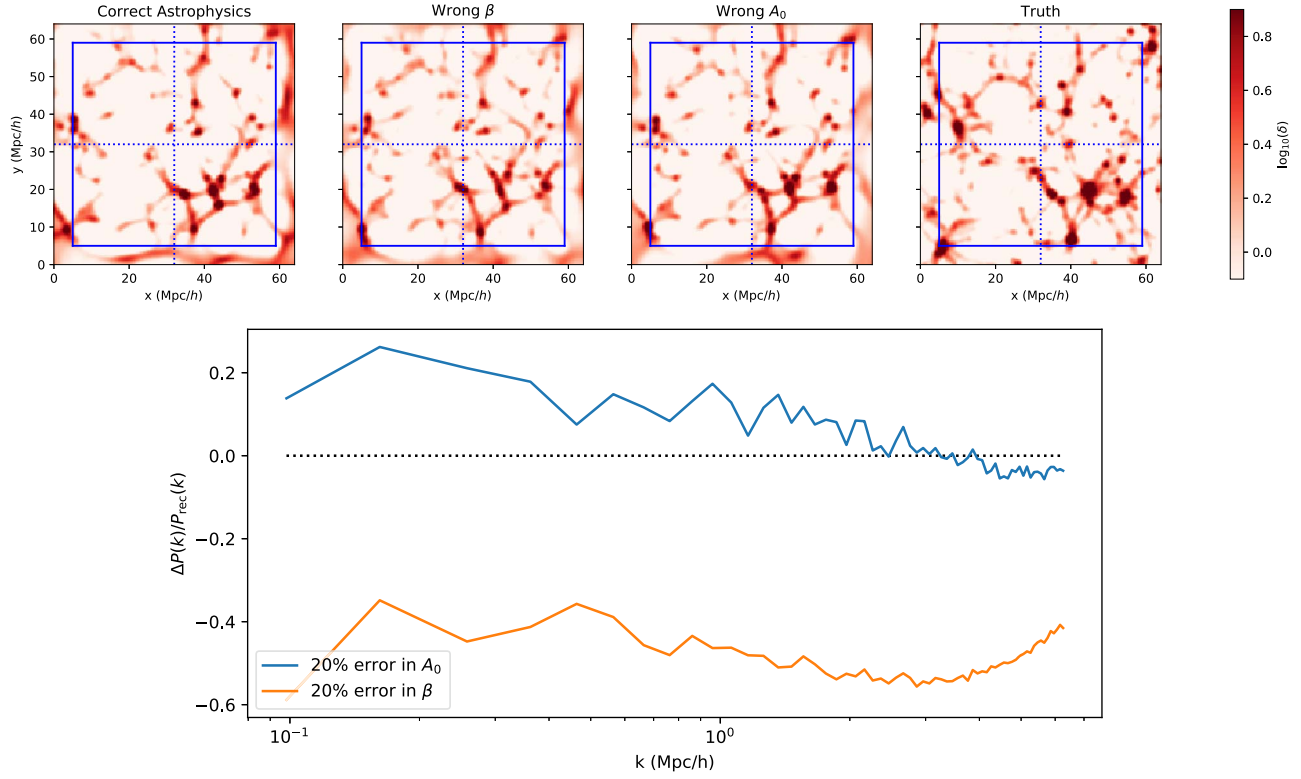 Correct Astrophysics
Wrong β
Wrong A₀
Truth
y (Mpc/h)
60
50
40
30
20
10
0
0 20 40 60
0 20 40 60
0 20 40 60
0 20 40 60
x (Mpc/h)
x (Mpc/h)
x (Mpc/h)
x (Mpc/h)
0.8
0.6
0.4
0.2
0.0
log₁₀(δ)
ΔP(k)/P_rec(k)
0.2
0.0
−0.2
−0.4
−0.6
20% error in A₀
20% error in β
10⁻¹ 10⁰
k (Mpc/h)